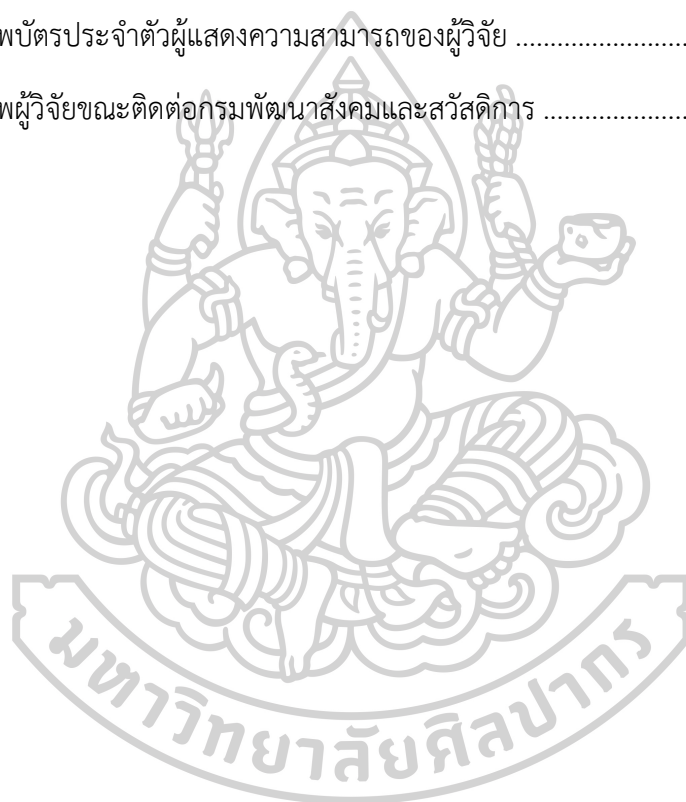 พบัตรประจำตัวผู้แสดงความสามารถของผู้วิจัย ........................
พผู้วิจัยขณะติดต่อกรมพัฒนาสังคมและสวัสดิการ ....................
มหาวิทยาลัยศิลปากร